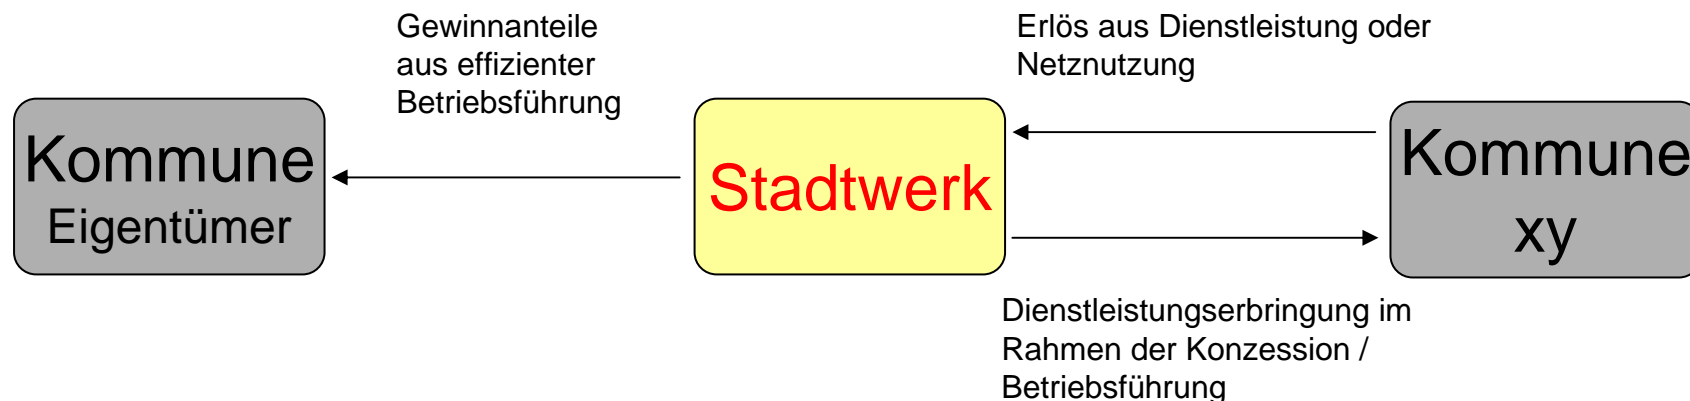 Gewinnanteile
aus effizienter
Betriebsführung
Erlös aus Dienstleistung oder
Netznutzung
Kommune
Eigentümer
Stadtwerk
Kommune
xy
Dienstleistungserbringung im
Rahmen der Konzession /
Betriebsführung